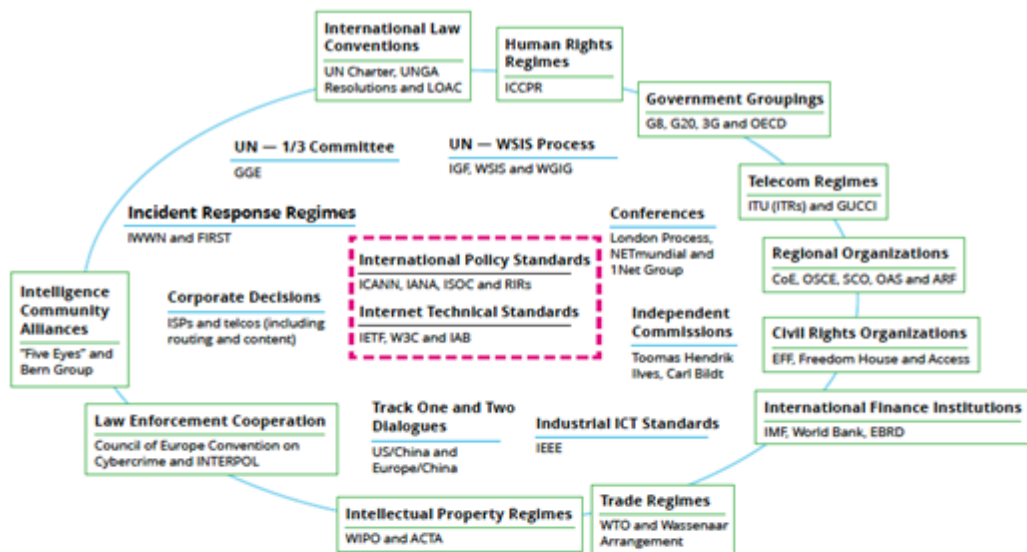 International Law
Conventions
UN Charter, UNGA
Resolutions and LOAC
Human Rights
Regimes
ICCPR
Government Groupings
G8, G20, 3G and OECD
UN — 1/3 Committee
GGE
UN — WSIS Process
IGF, WSIS and WGIG
Telecom Regimes
ITU (ITRs) and GUCCI
Incident Response Regimes
IWWN and FIRST
Conferences
London Process,
NETmundial and
1Net Group
International Policy Standards
ICANN, IANA, ISOC and RIRs
Internet Technical Standards
IETF, W3C and IAB
Regional Organizations
CoE, OSCE, SCO, OAS and ARF
Intelligence
Community
Alliances
"Five Eyes" and
Bern Group
Corporate Decisions
ISPs and telcos (including
routing and content)
Independent
Commissions
Toomas Hendrik
Ilves, Carl Bildt
Civil Rights Organizations
EFF, Freedom House and Access
Law Enforcement Cooperation
Council of Europe Convention on
Cybercrime and INTERPOL
Track One and Two
Dialogues
US/China and
Europe/China
Industrial ICT Standards
IEEE
International Finance Institutions
IMF, World Bank, EBRD
Intellectual Property Regimes
WIPO and ACTA
Trade Regimes
WTO and Wassenaar
Arrangement